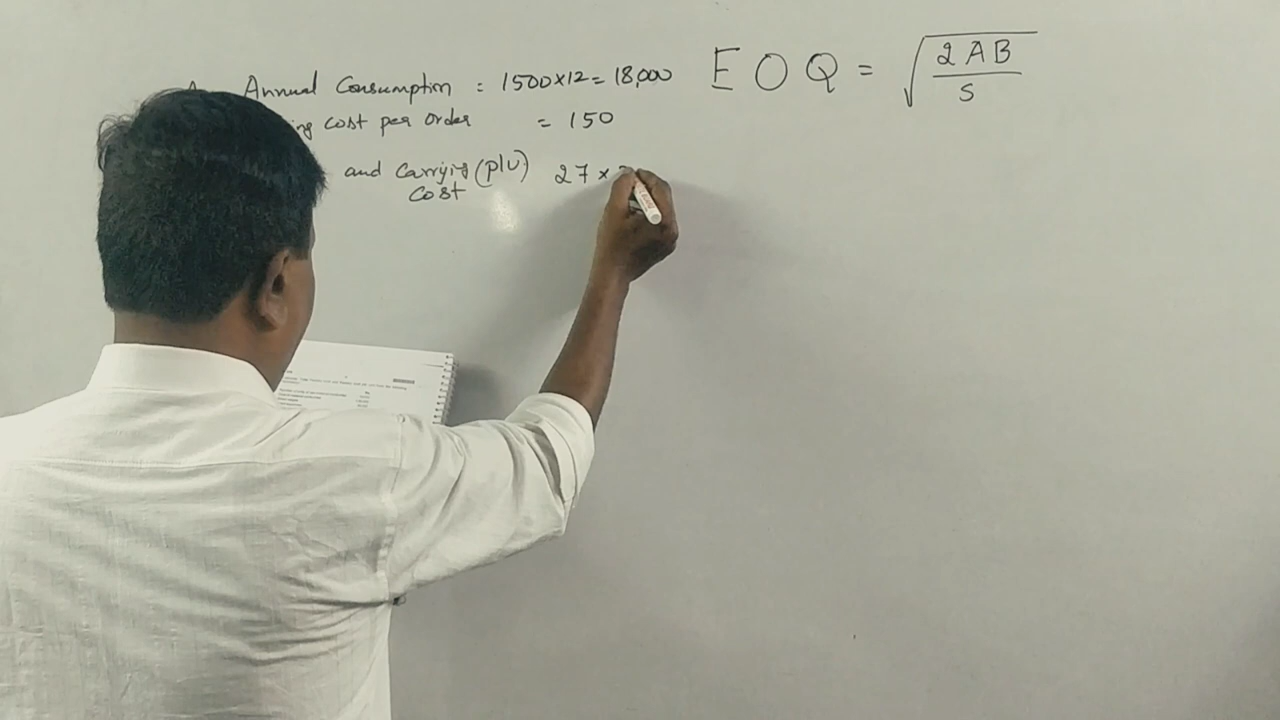 Annual Consumption = 1500×12 = 18,000
EOQ = √2AB/S
cost per order = 150
and Carrying (p/u) 27 ×
Cost